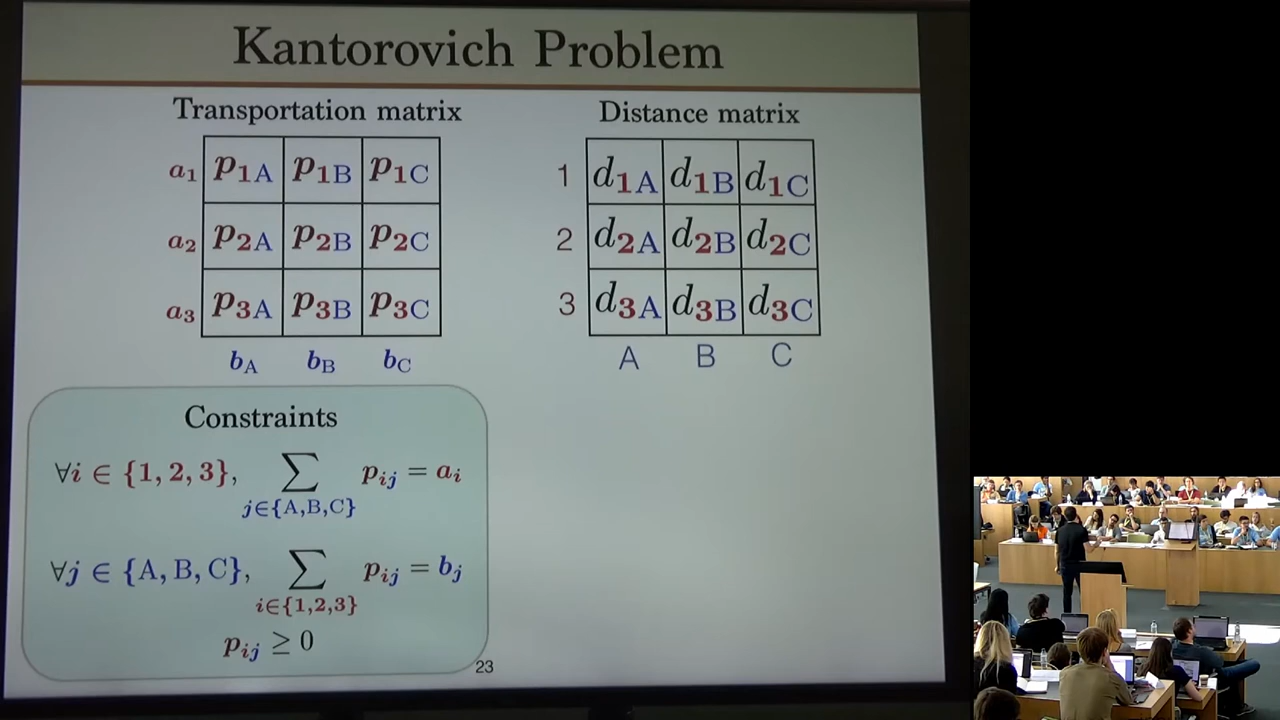 Kantorovich Problem
Transportation matrix
a₁ p₁A p₁B p₁C
a₂ p₂A p₂B p₂C
a₃ p₃A p₃B p₃C
bA bB bC
Distance matrix
1 d₁A d₁B d₁C
2 d₂A d₂B d₂C
3 d₃A d₃B d₃C
A B C
Constraints
∀i ∈ {1, 2, 3}, ∑ pij = ai
j∈{A,B,C}
∀j ∈ {A, B, C}, ∑ pij = bj
i∈{1,2,3}
pij ≥ 0
23